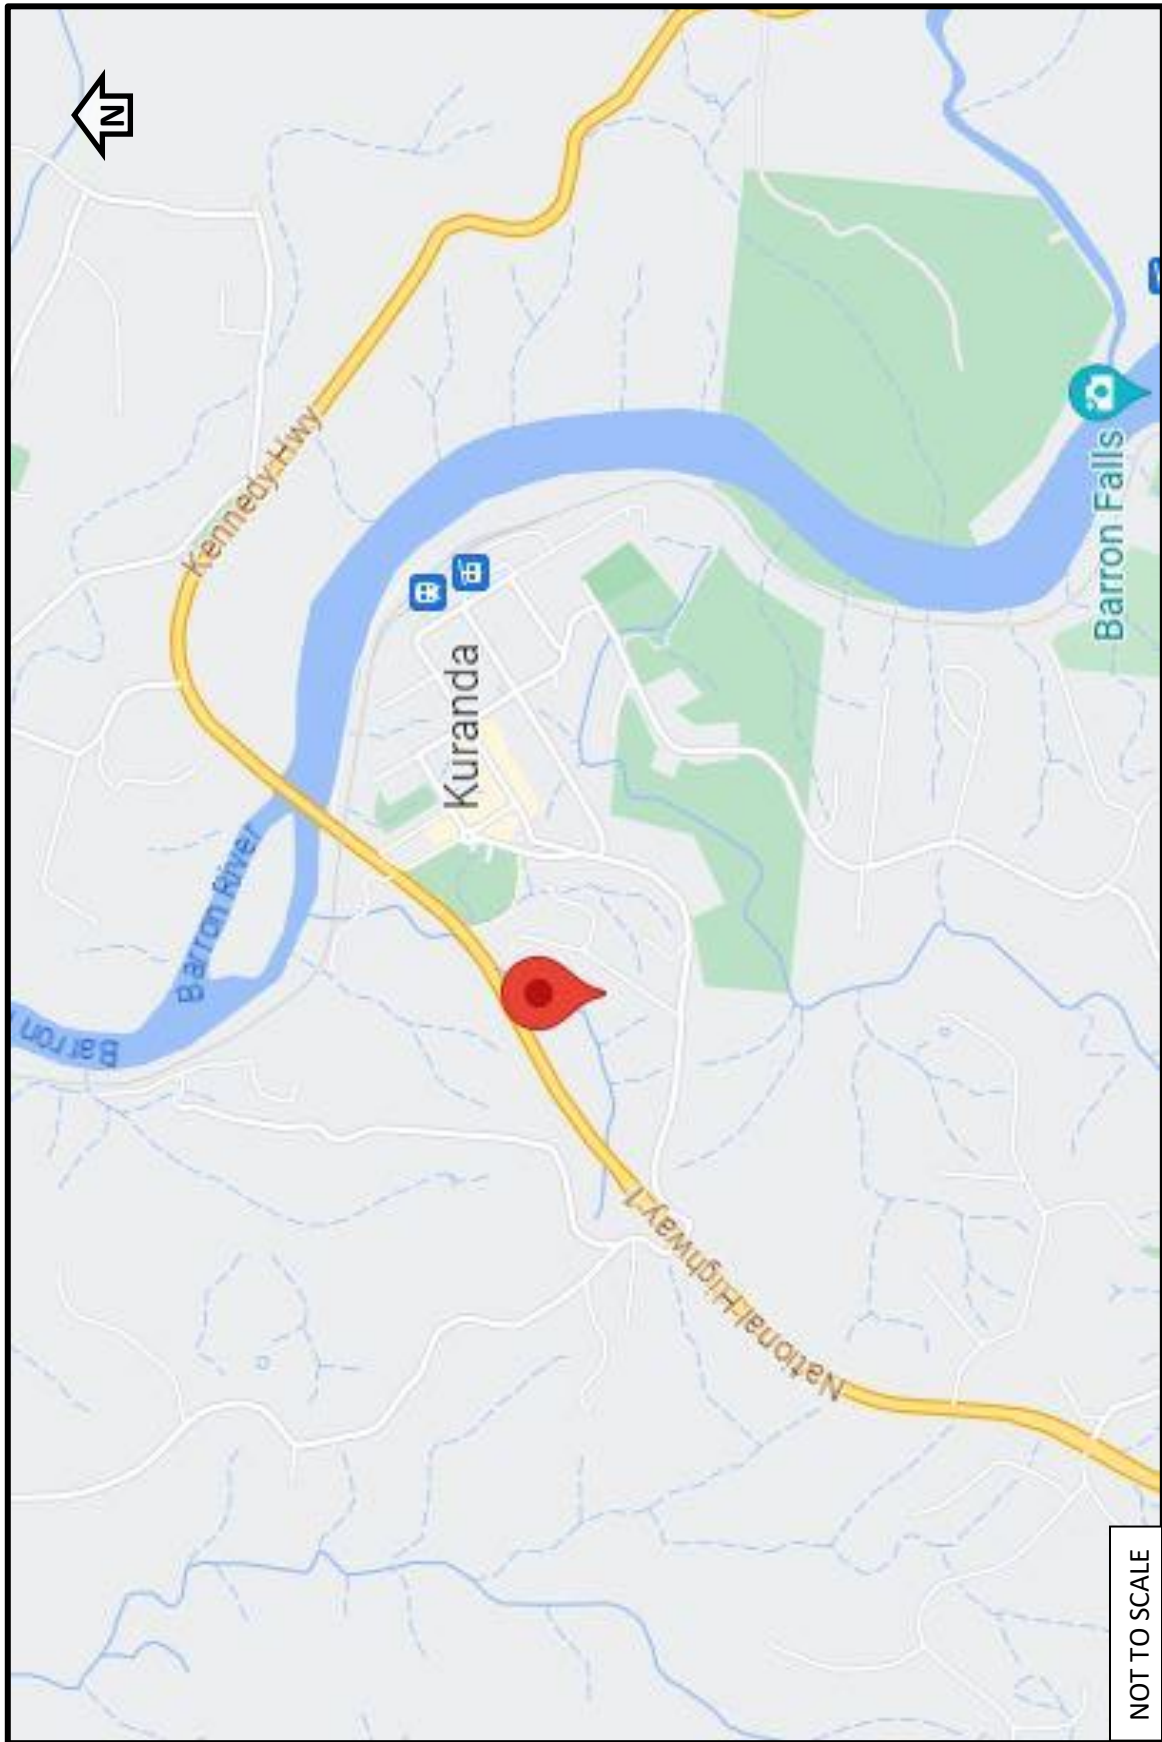 N
Kennedy Hwy
Barron River
Barron
Kuranda
Barron Falls
National Highway 1
NOT TO SCALE